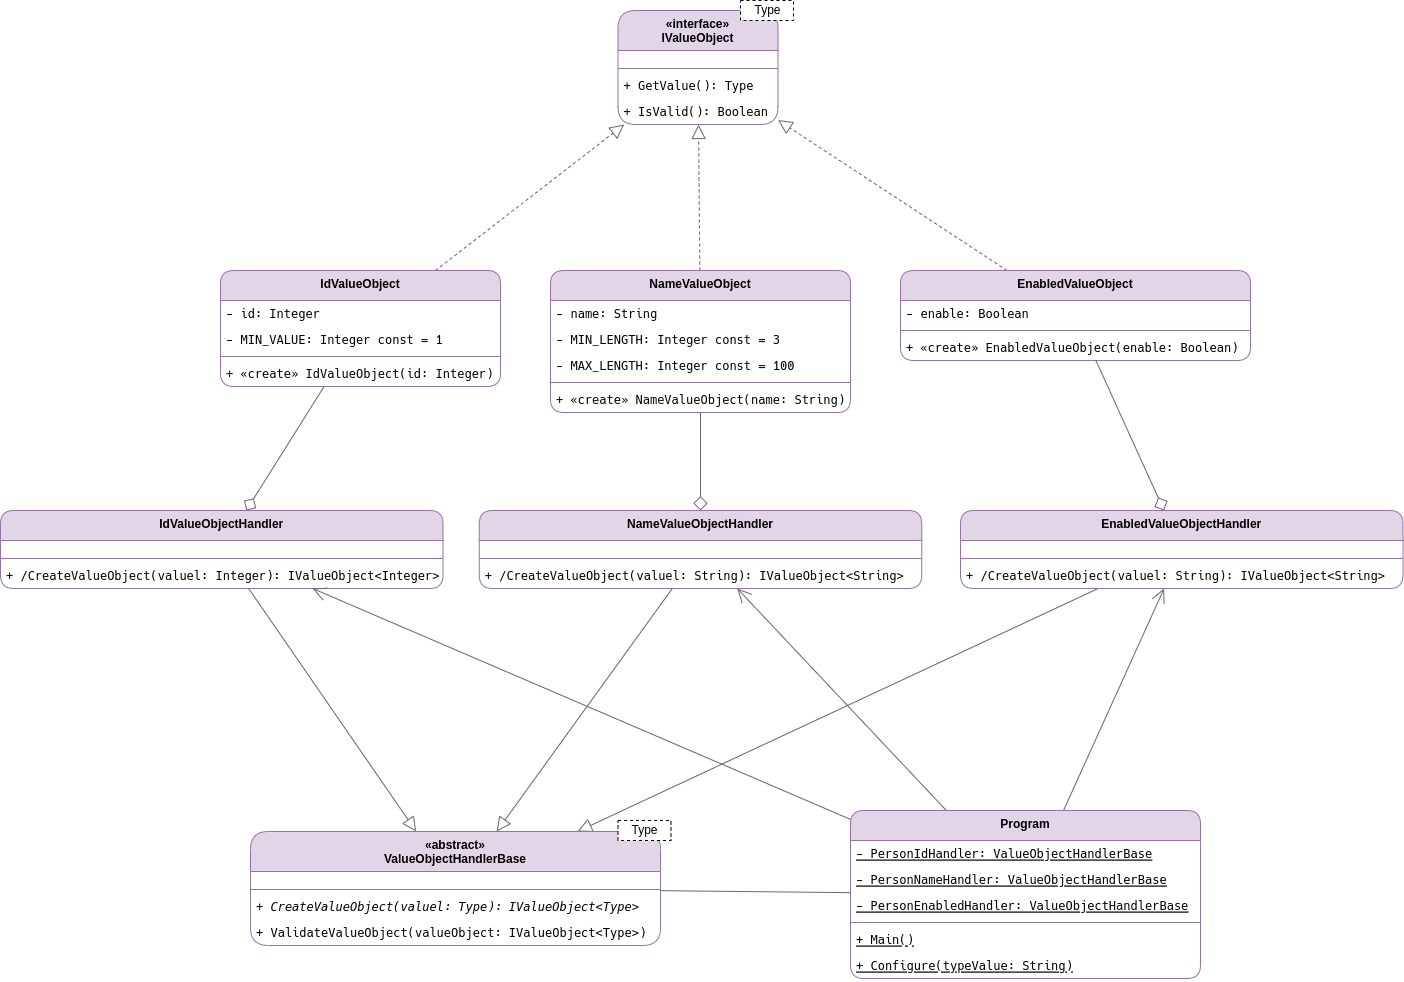 Type
«interface»
IValueObject
+ GetValue(): Type
+ IsValid(): Boolean
IdValueObject
- id: Integer
- MIN_VALUE: Integer const = 1
+ «create» IdValueObject(id: Integer)
NameValueObject
- name: String
- MIN_LENGTH: Integer const = 3
- MAX_LENGTH: Integer const = 100
+ «create» NameValueObject(name: String)
EnabledValueObject
- enable: Boolean
+ «create» EnabledValueObject(enable: Boolean)
IdValueObjectHandler
+ /CreateValueObject(valuel: Integer): IValueObject<Integer>
NameValueObjectHandler
+ /CreateValueObject(valuel: String): IValueObject<String>
EnabledValueObjectHandler
+ /CreateValueObject(valuel: String): IValueObject<String>
Type
«abstract»
ValueObjectHandlerBase
+ CreateValueObject(valuel: Type): IValueObject<Type>
+ ValidateValueObject(valueObject: IValueObject<Type>)
Program
- PersonIdHandler: ValueObjectHandlerBase
- PersonNameHandler: ValueObjectHandlerBase
- PersonEnabledHandler: ValueObjectHandlerBase
+ Main()
+ Configure(typeValue: String)